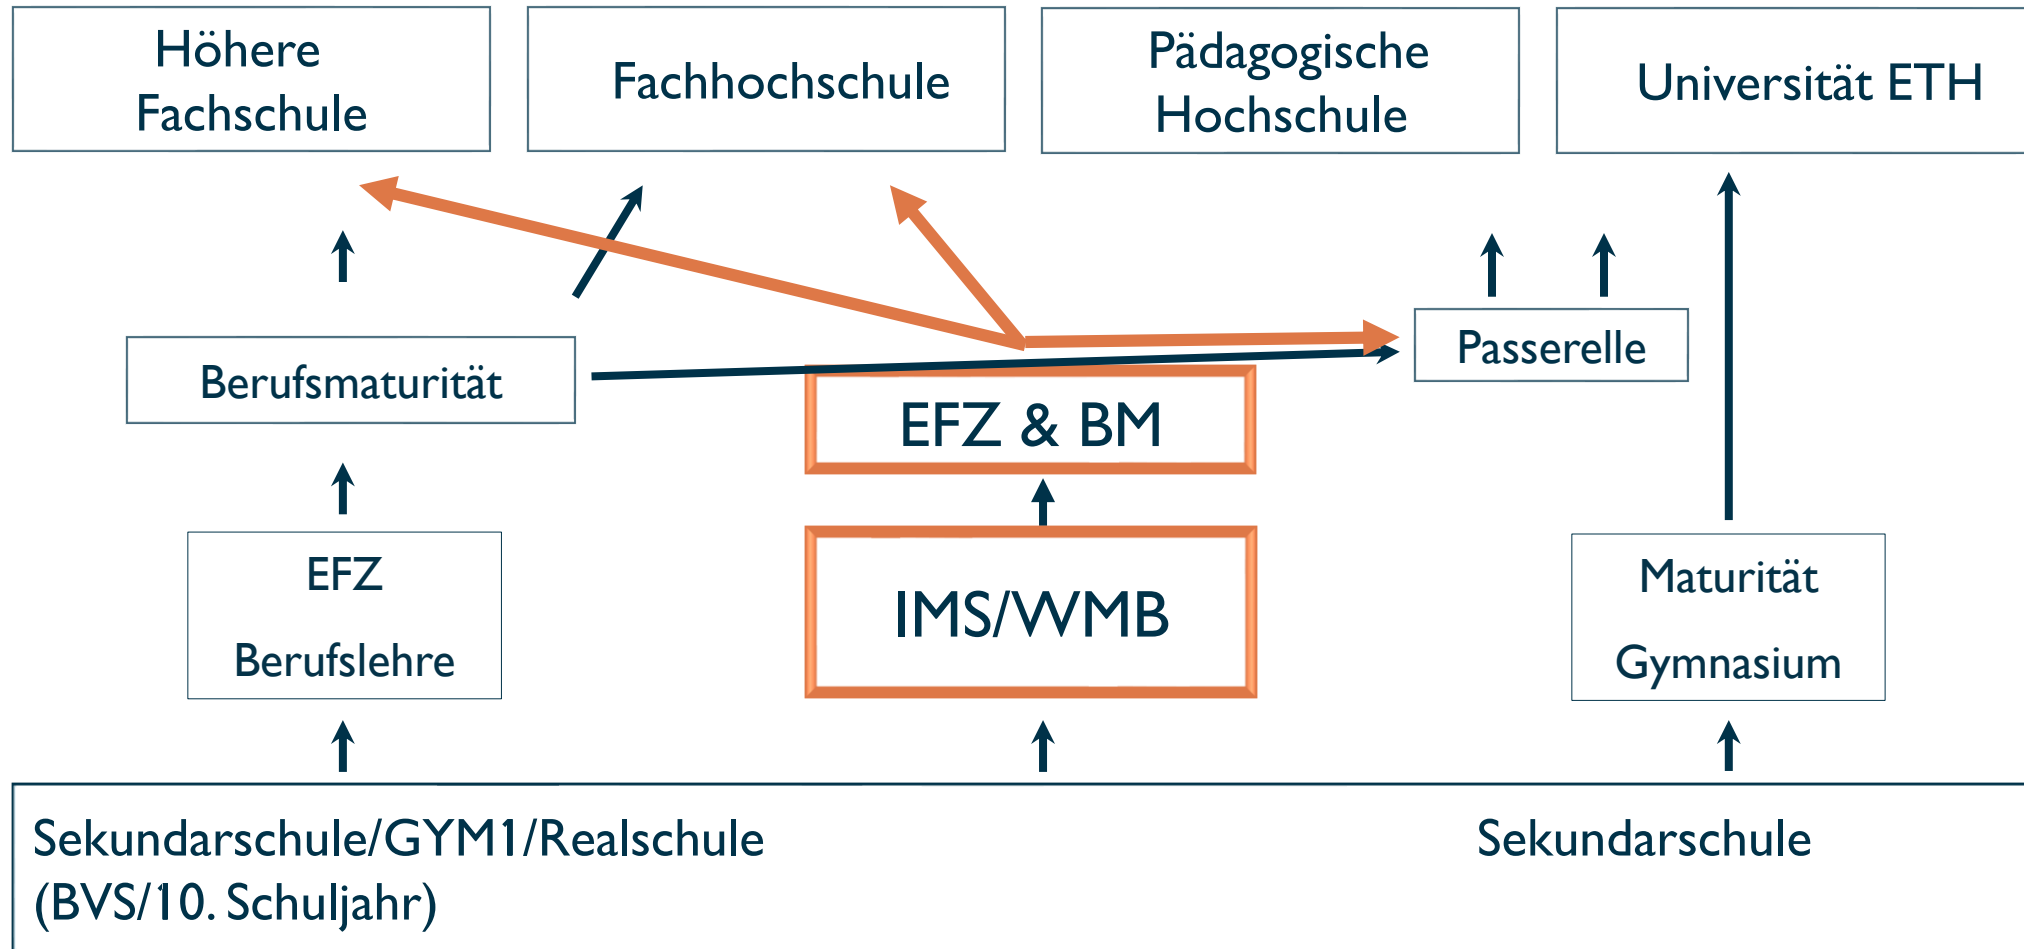 Höhere
Fachschule
Fachhochschule
Pädagogische
Hochschule
Universität ETH
Berufsmaturität
Passerelle
EFZ & BM
EFZ
Berufslehre
IMS/WMB
Maturität
Gymnasium
Sekundarschule/GYM1/Realschule
(BVS/10. Schuljahr)
Sekundarschule